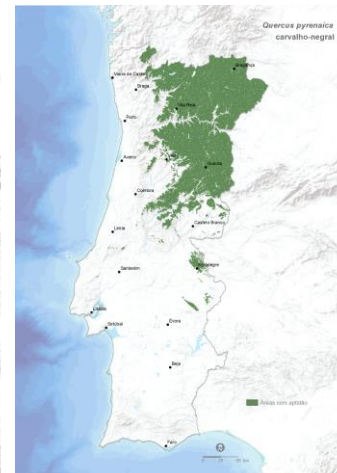 Quercus pyrenaica
carvalho-negral
Bragança
Viana do Castelo
Braga
Vila Real
Porto
Aveiro
Guarda
Coimbra
Castelo Branco
Leiria
Portalegre
Santarém
Lisboa
Setúbal
Évora
Beja
Áreas com aptidão
Faro